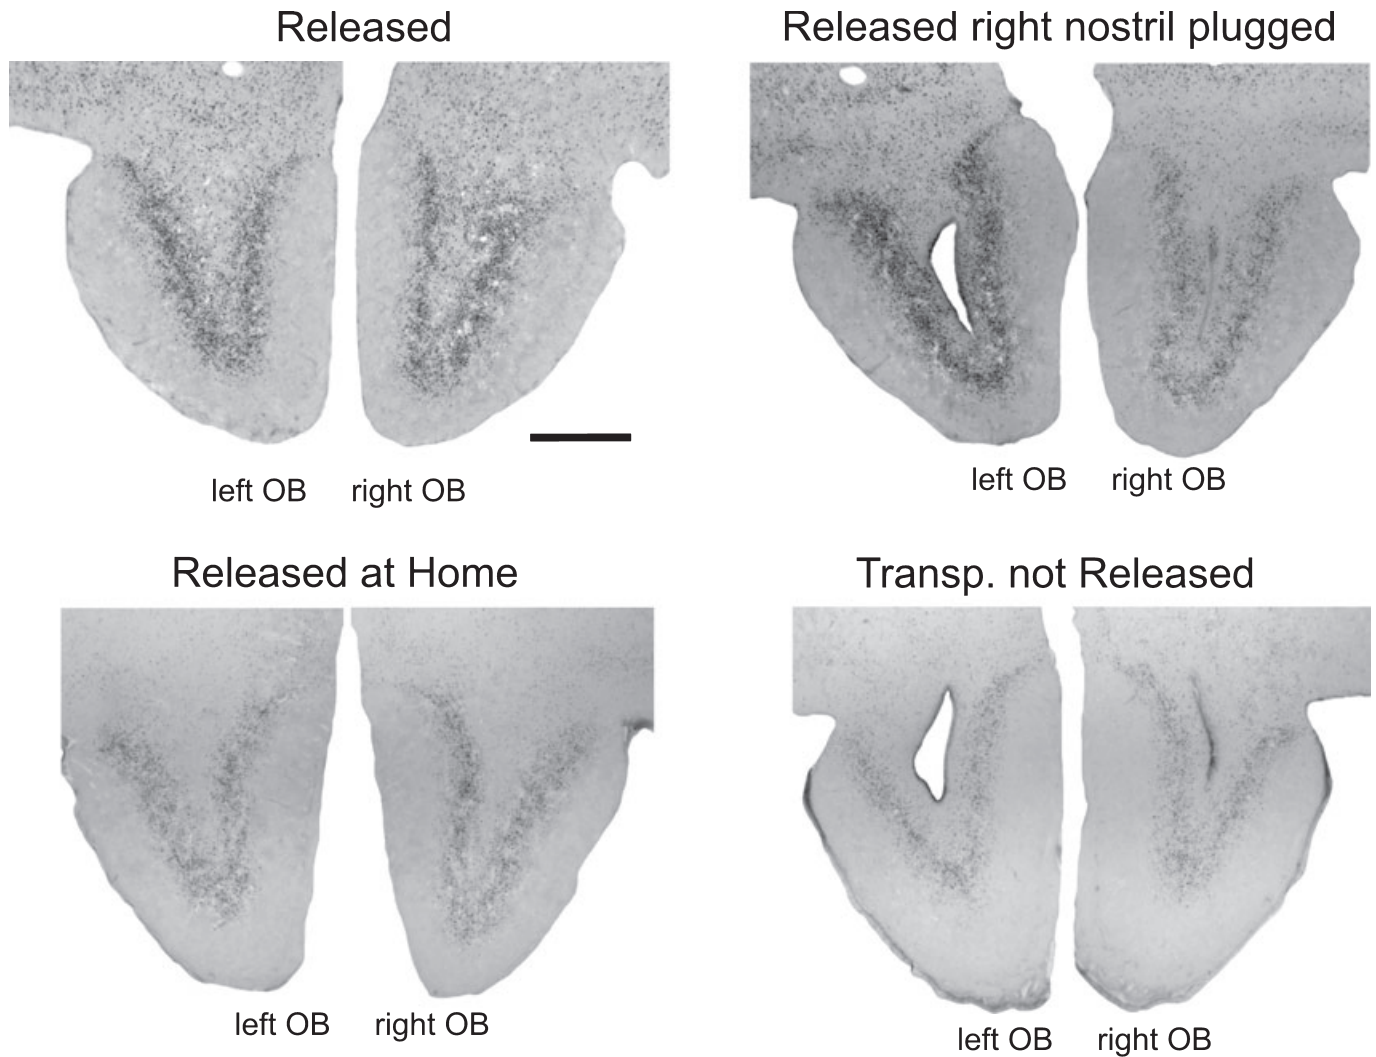 Released
Released right nostril plugged
left OB right OB
left OB right OB
Released at Home
Transp. not Released
left OB right OB
left OB right OB